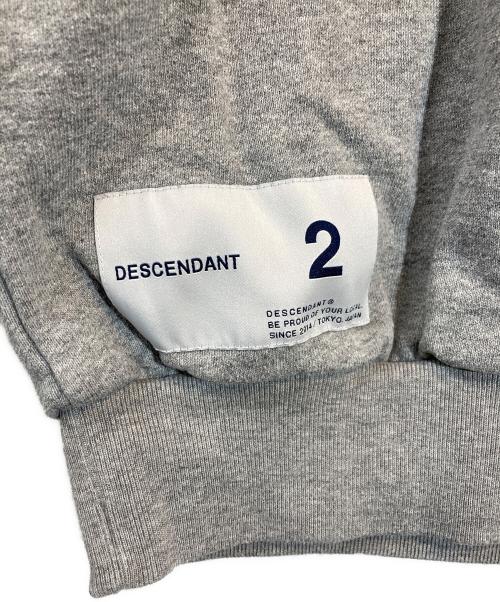 DESCENDANT 2
DESCENDANT®
BE PROUD OF YOUR LOCAL.
SINCE 2014 / TOKYO, JAPAN